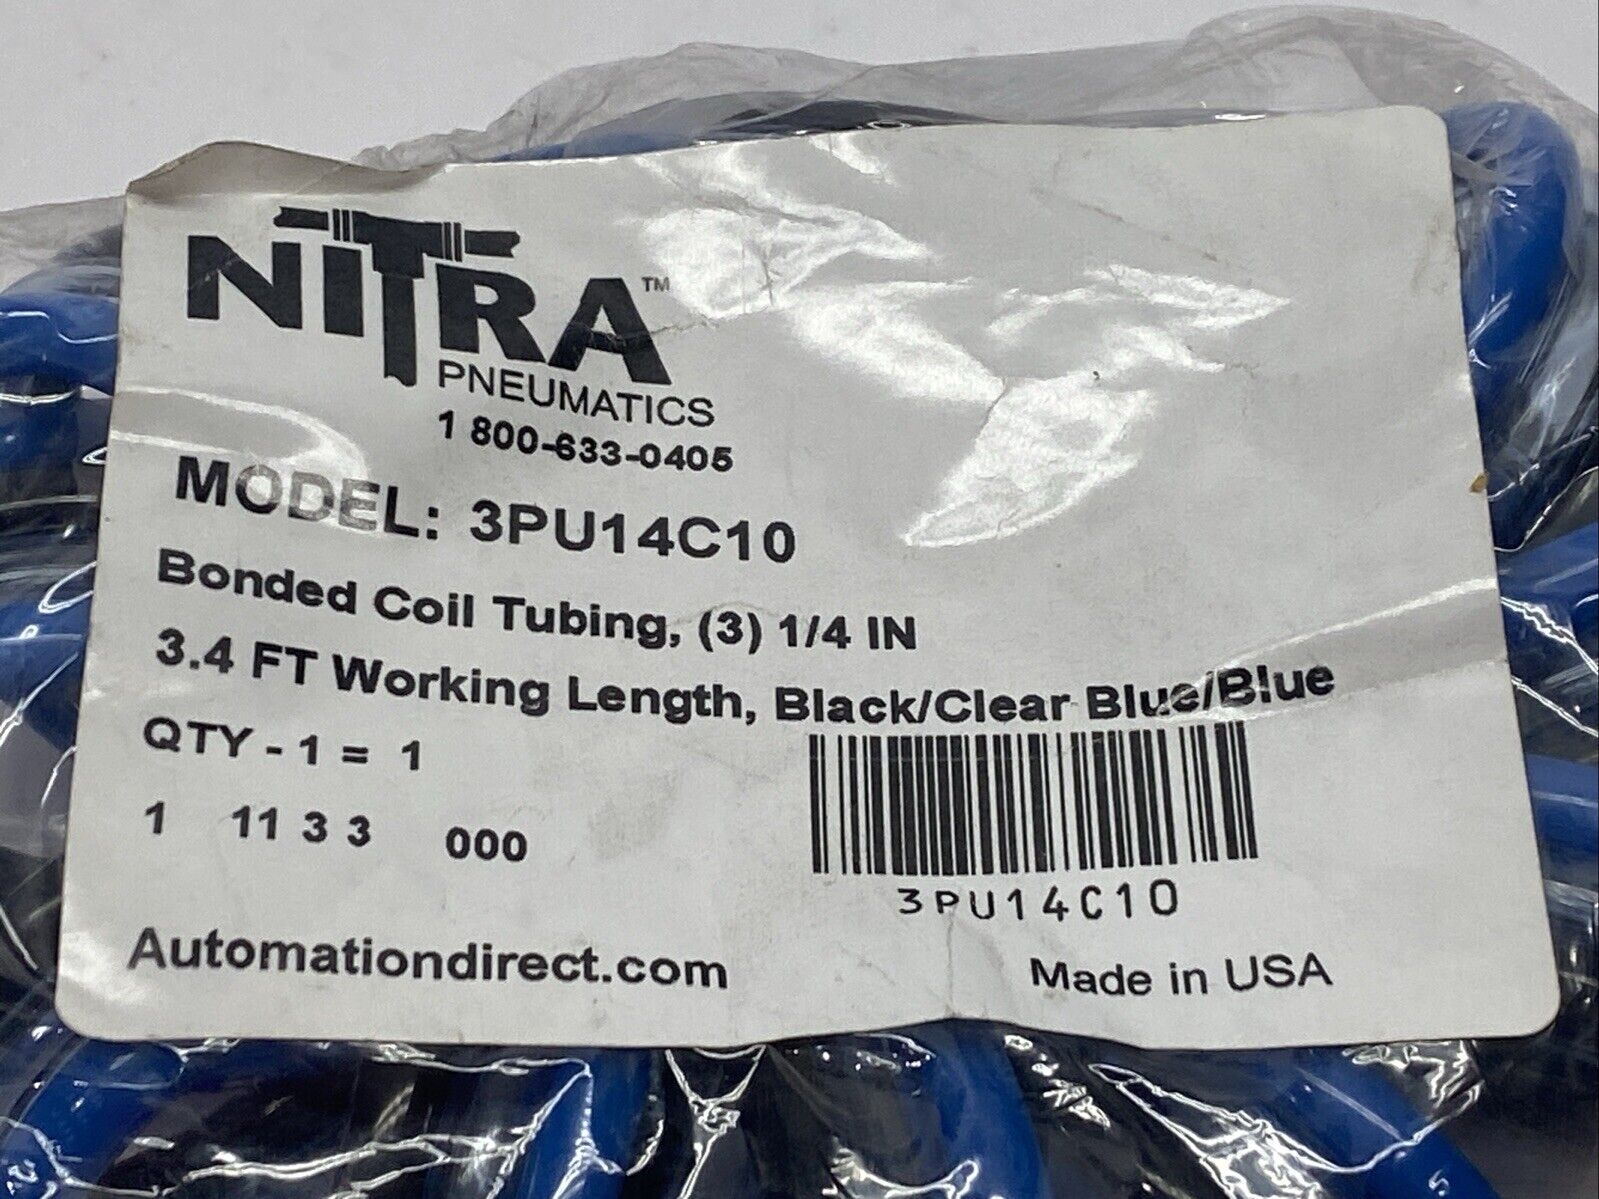 NITRA™
PNEUMATICS
1 800-633-0405
MODEL: 3PU14C10
Bonded Coil Tubing, (3) 1/4 IN
3.4 FT Working Length, Black/Clear Blue/Blue
QTY - 1 = 1
1 11 3 3 000
3PU14C10
Automationdirect.com
Made in USA